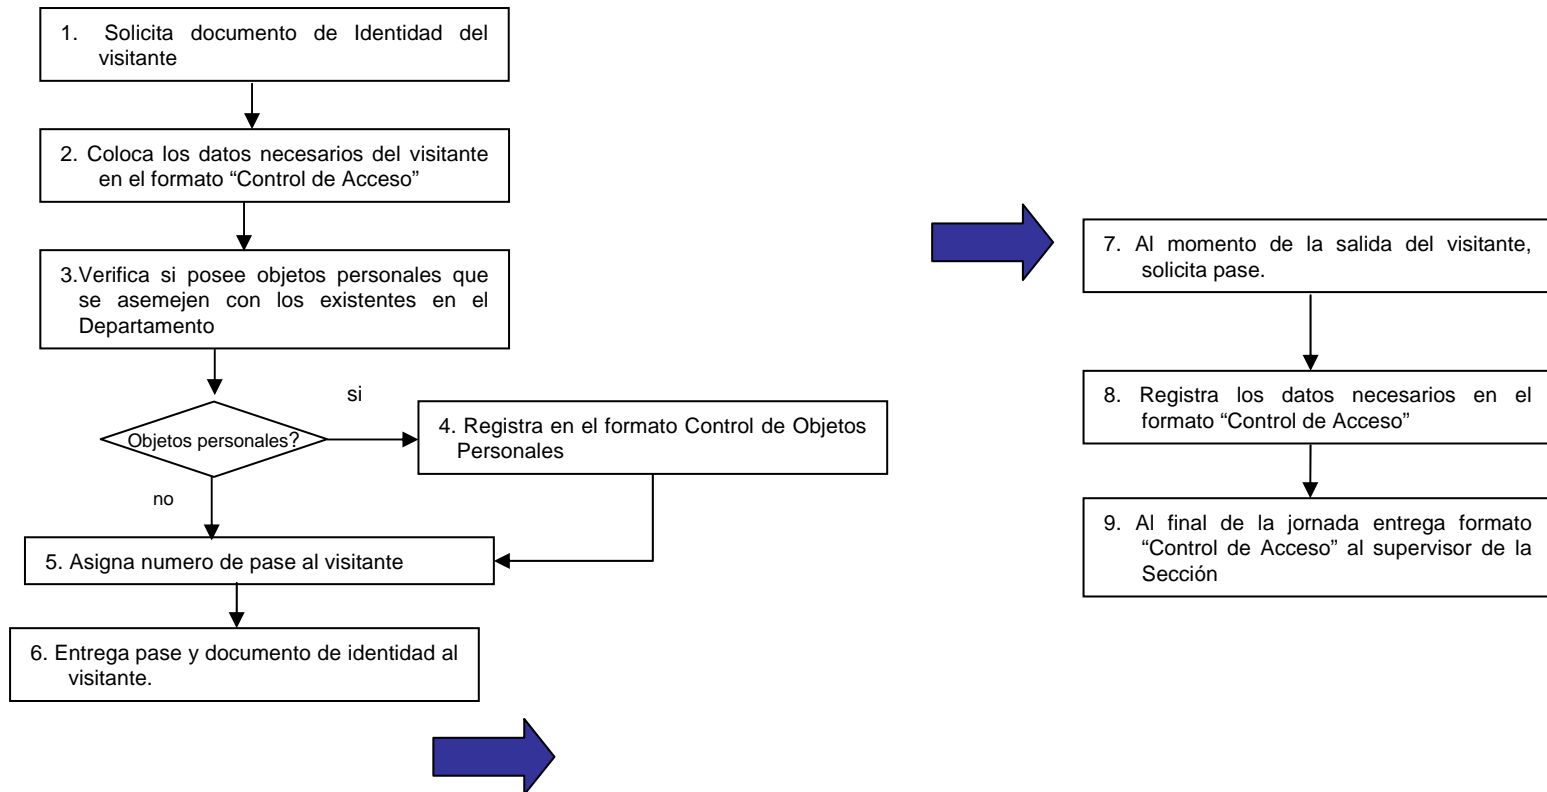 1. Solicita documento de Identidad del
visitante
2. Coloca los datos necesarios del visitante
en el formato “Control de Acceso”
3.Verifica si posee objetos personales que
se asemejen con los existentes en el
Departamento
si
Objetos personales?
4. Registra en el formato Control de Objetos
Personales
no
5. Asigna numero de pase al visitante
6. Entrega pase y documento de identidad al
visitante.
7. Al momento de la salida del visitante,
solicita pase.
8. Registra los datos necesarios en el
formato “Control de Acceso”
9. Al final de la jornada entrega formato
“Control de Acceso” al supervisor de la
Sección